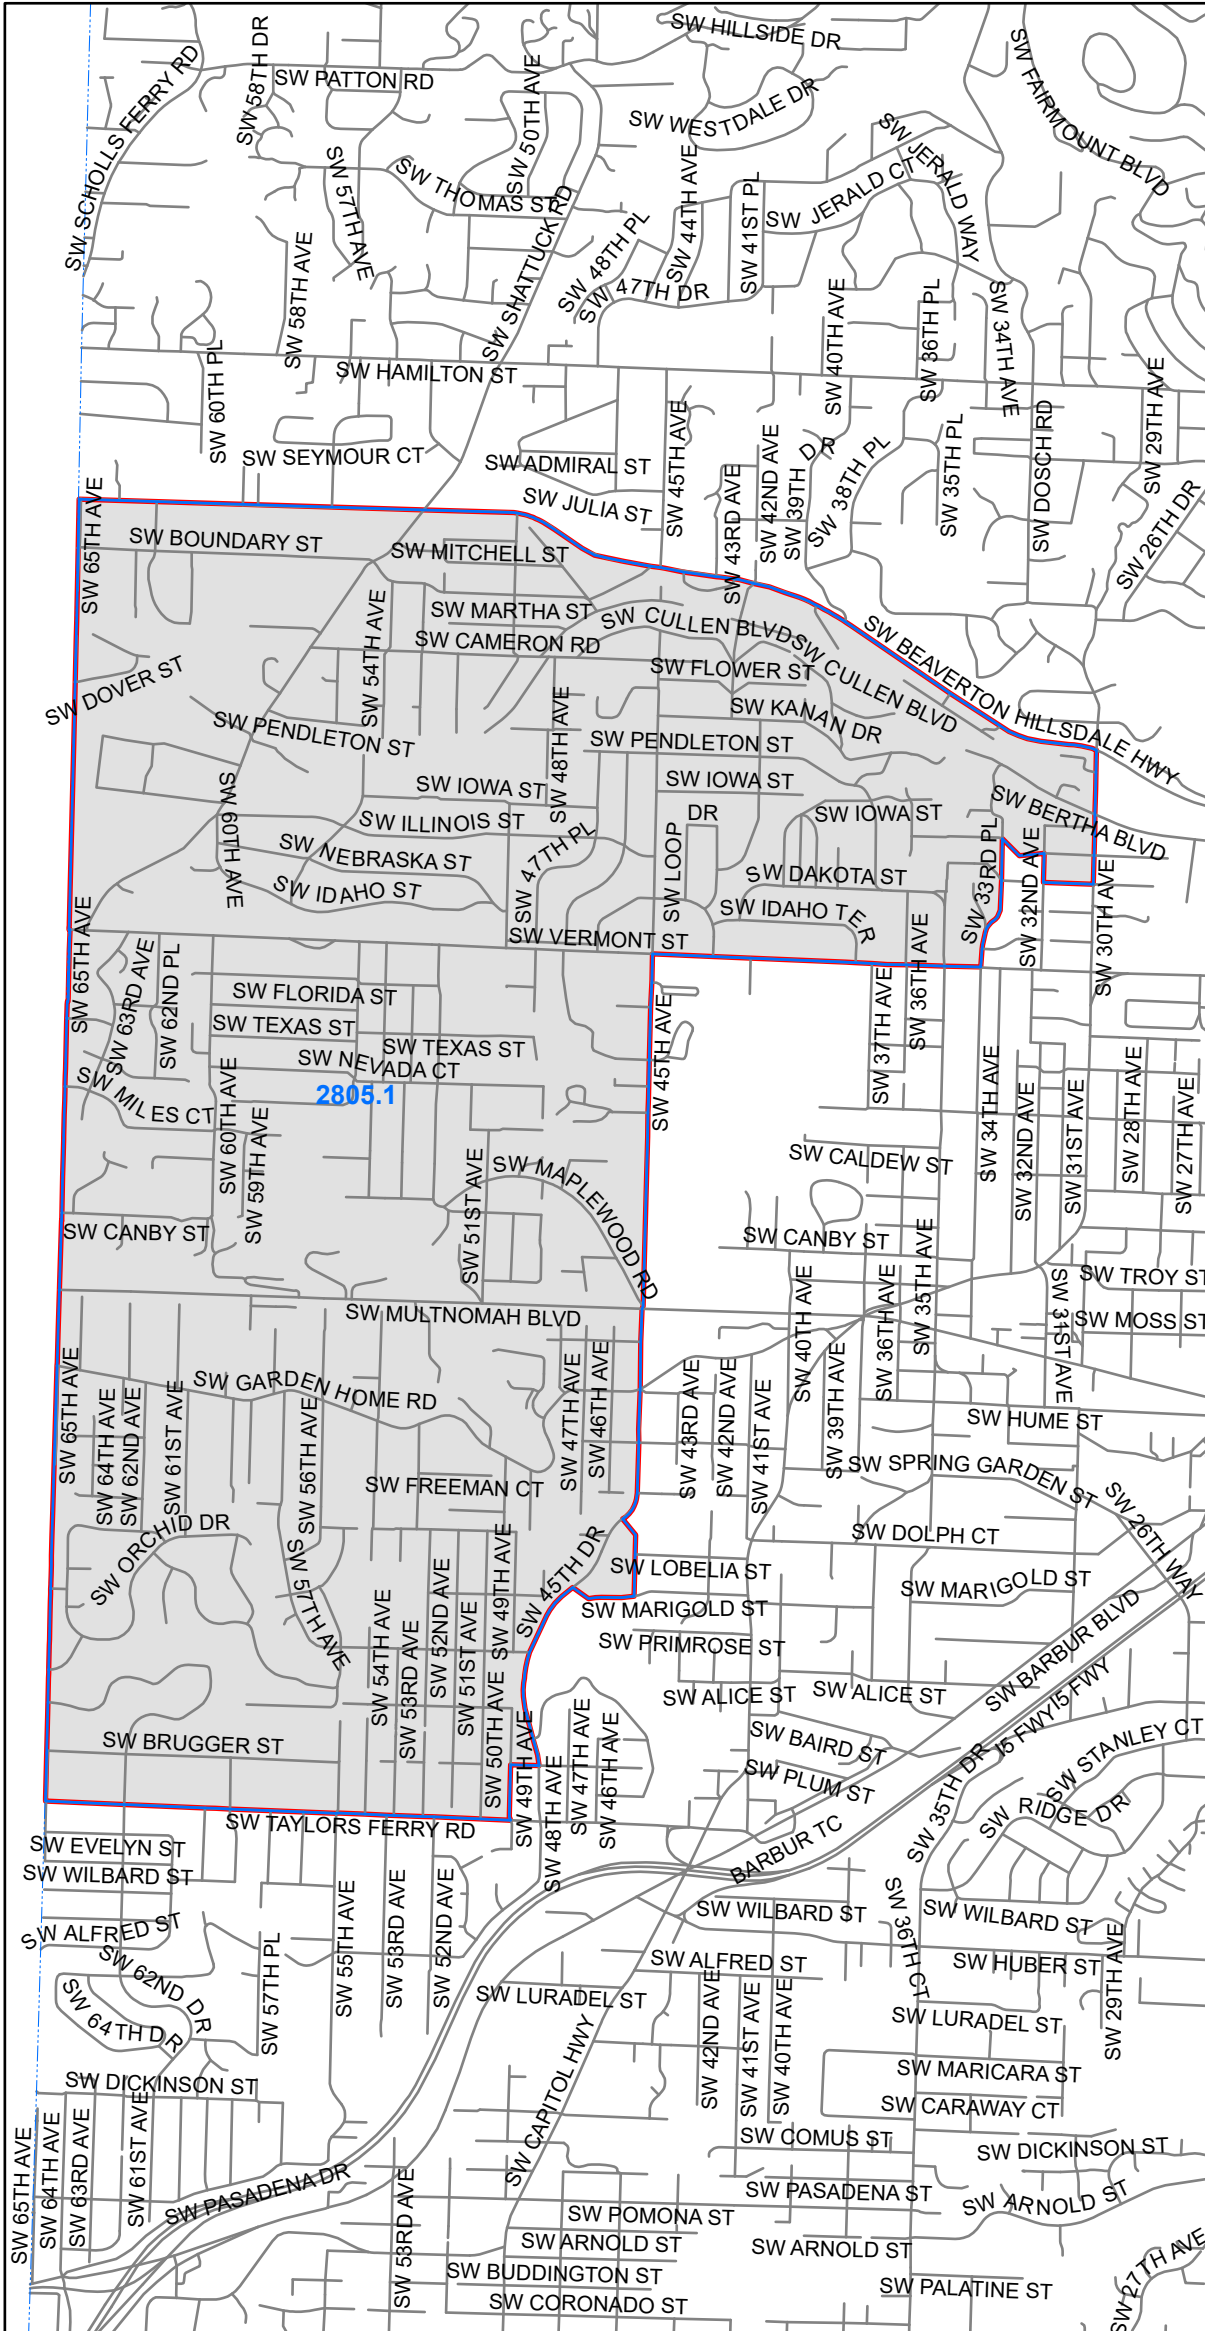 SW HILLSIDE DR
SW 58TH DR
SW PATTON RD
SW SCHOLLS FERRY RD
SW 50TH AVE
SW WESTDALE DR
SW FAIRMOUNT BLVD
SW JERALD WAY
SW 57TH AVE
SW THOMAS ST
SW 44TH AVE
SW 41ST PL
SW JERALD CT
SW SHATTUCK RD
SW 48TH PL
SW 47TH DR
SW 58TH AVE
SW 40TH AVE
SW 36TH PL
SW 34TH AVE
SW 60TH PL
SW HAMILTON ST
SW 29TH AVE
SW SEYMOUR CT
SW ADMIRAL ST
SW 45TH AVE
SW 42ND AVE
SW 39TH DR
SW 38TH PL
SW 35TH PL
SW DOSCH RD
SW 26TH DR
SW 65TH AVE
SW JULIA ST
SW 43RD AVE
SW BOUNDARY ST
SW MITCHELL ST
SW 54TH AVE
SW MARTHA ST
SW CULLEN BLVD
SW CULLEN BLVD
SW BEAVERTON HILLSDALE HWY
SW CAMERON RD
SW DOVER ST
SW FLOWER ST
SW 48TH AVE
SW KANAN DR
SW PENDLETON ST
SW PENDLETON ST
SW IOWA ST
SW IOWA ST
SW 60TH AVE
SW ILLINOIS ST
SW LOOP DR
SW IOWA ST
SW BERTHA BLVD
SW NEBRASKA ST
SW 47TH PL
SW DAKOTA ST
SW 33RD PL
SW 32ND AVE
SW 30TH AVE
SW IDAHO ST
SW IDAHO TER
SW 65TH AVE
SW VERMONT ST
SW 36TH AVE
SW 63RD AVE
SW 62ND PL
SW FLORIDA ST
SW 45TH AVE
SW 37TH AVE
SW TEXAS ST
SW TEXAS ST
SW NEVADA CT
2805.1
SW MILES CT
SW 60TH AVE
SW 59TH AVE
SW 34TH AVE
SW 32ND AVE
SW 31ST AVE
SW 28TH AVE
SW 27TH AVE
SW 51ST AVE
SW MAPLEWOOD RD
SW CALDEW ST
SW CANBY ST
SW CANBY ST
SW 35TH AVE
SW TROY ST
SW MULTNOMAH BLVD
SW 40TH AVE
SW 36TH AVE
SW 31ST AVE
SW MOSS ST
SW 65TH AVE
SW GARDEN HOME RD
SW 47TH AVE
SW 46TH AVE
SW 43RD AVE
SW 42ND AVE
SW 41ST AVE
SW 39TH AVE
SW HUME ST
SW 64TH AVE
SW 62ND AVE
SW 61ST AVE
SW 56TH AVE
SW FREEMAN CT
SW SPRING GARDEN ST
SW 26TH WAY
SW ORCHID DR
SW 57TH AVE
SW 49TH AVE
SW 45TH DR
SW DOLPH CT
SW LOBELIA ST
SW MARIGOLD ST
SW MARIGOLD ST
SW 54TH AVE
SW 53RD AVE
SW 52ND AVE
SW 51ST AVE
SW PRIMROSE ST
SW BARBUR BLVD
SW 50TH AVE
SW ALICE ST
SW ALICE ST
I5 FWY
I5 FWY
SW BRUGGER ST
SW 49TH AVE
SW 48TH AVE
SW 47TH AVE
SW 46TH AVE
SW BAIRD ST
SW PLUM ST
SW 35TH DR
SW STANLEY CT
SW RIDGE DR
SW TAYLORS FERRY RD
BARBUR TC
SW EVELYN ST
SW WILBARD ST
SW 55TH AVE
SW 53RD AVE
SW 52ND AVE
SW WILBARD ST
SW 36TH CT
SW WILBARD ST
SW ALFRED ST
SW 62ND DR
SW 57TH PL
SW ALFRED ST
SW HUBER ST
SW 29TH AVE
SW 64TH DR
SW LURADEL ST
SW 42ND AVE
SW 41ST AVE
SW 40TH AVE
SW LURADEL ST
SW CAPITOL HWY
SW DICKINSON ST
SW MARICARA ST
SW CARAWAY CT
SW 65TH AVE
SW 64TH AVE
SW 63RD AVE
SW 61ST AVE
SW COMUS ST
SW DICKINSON ST
SW PASADENA DR
SW 53RD AVE
SW PASADENA ST
SW ARNOLD ST
SW POMONA ST
SW ARNOLD ST
SW ARNOLD ST
SW BUDDINGTON ST
SW PALATINE ST
SW 27TH AVE
SW CORONADO ST